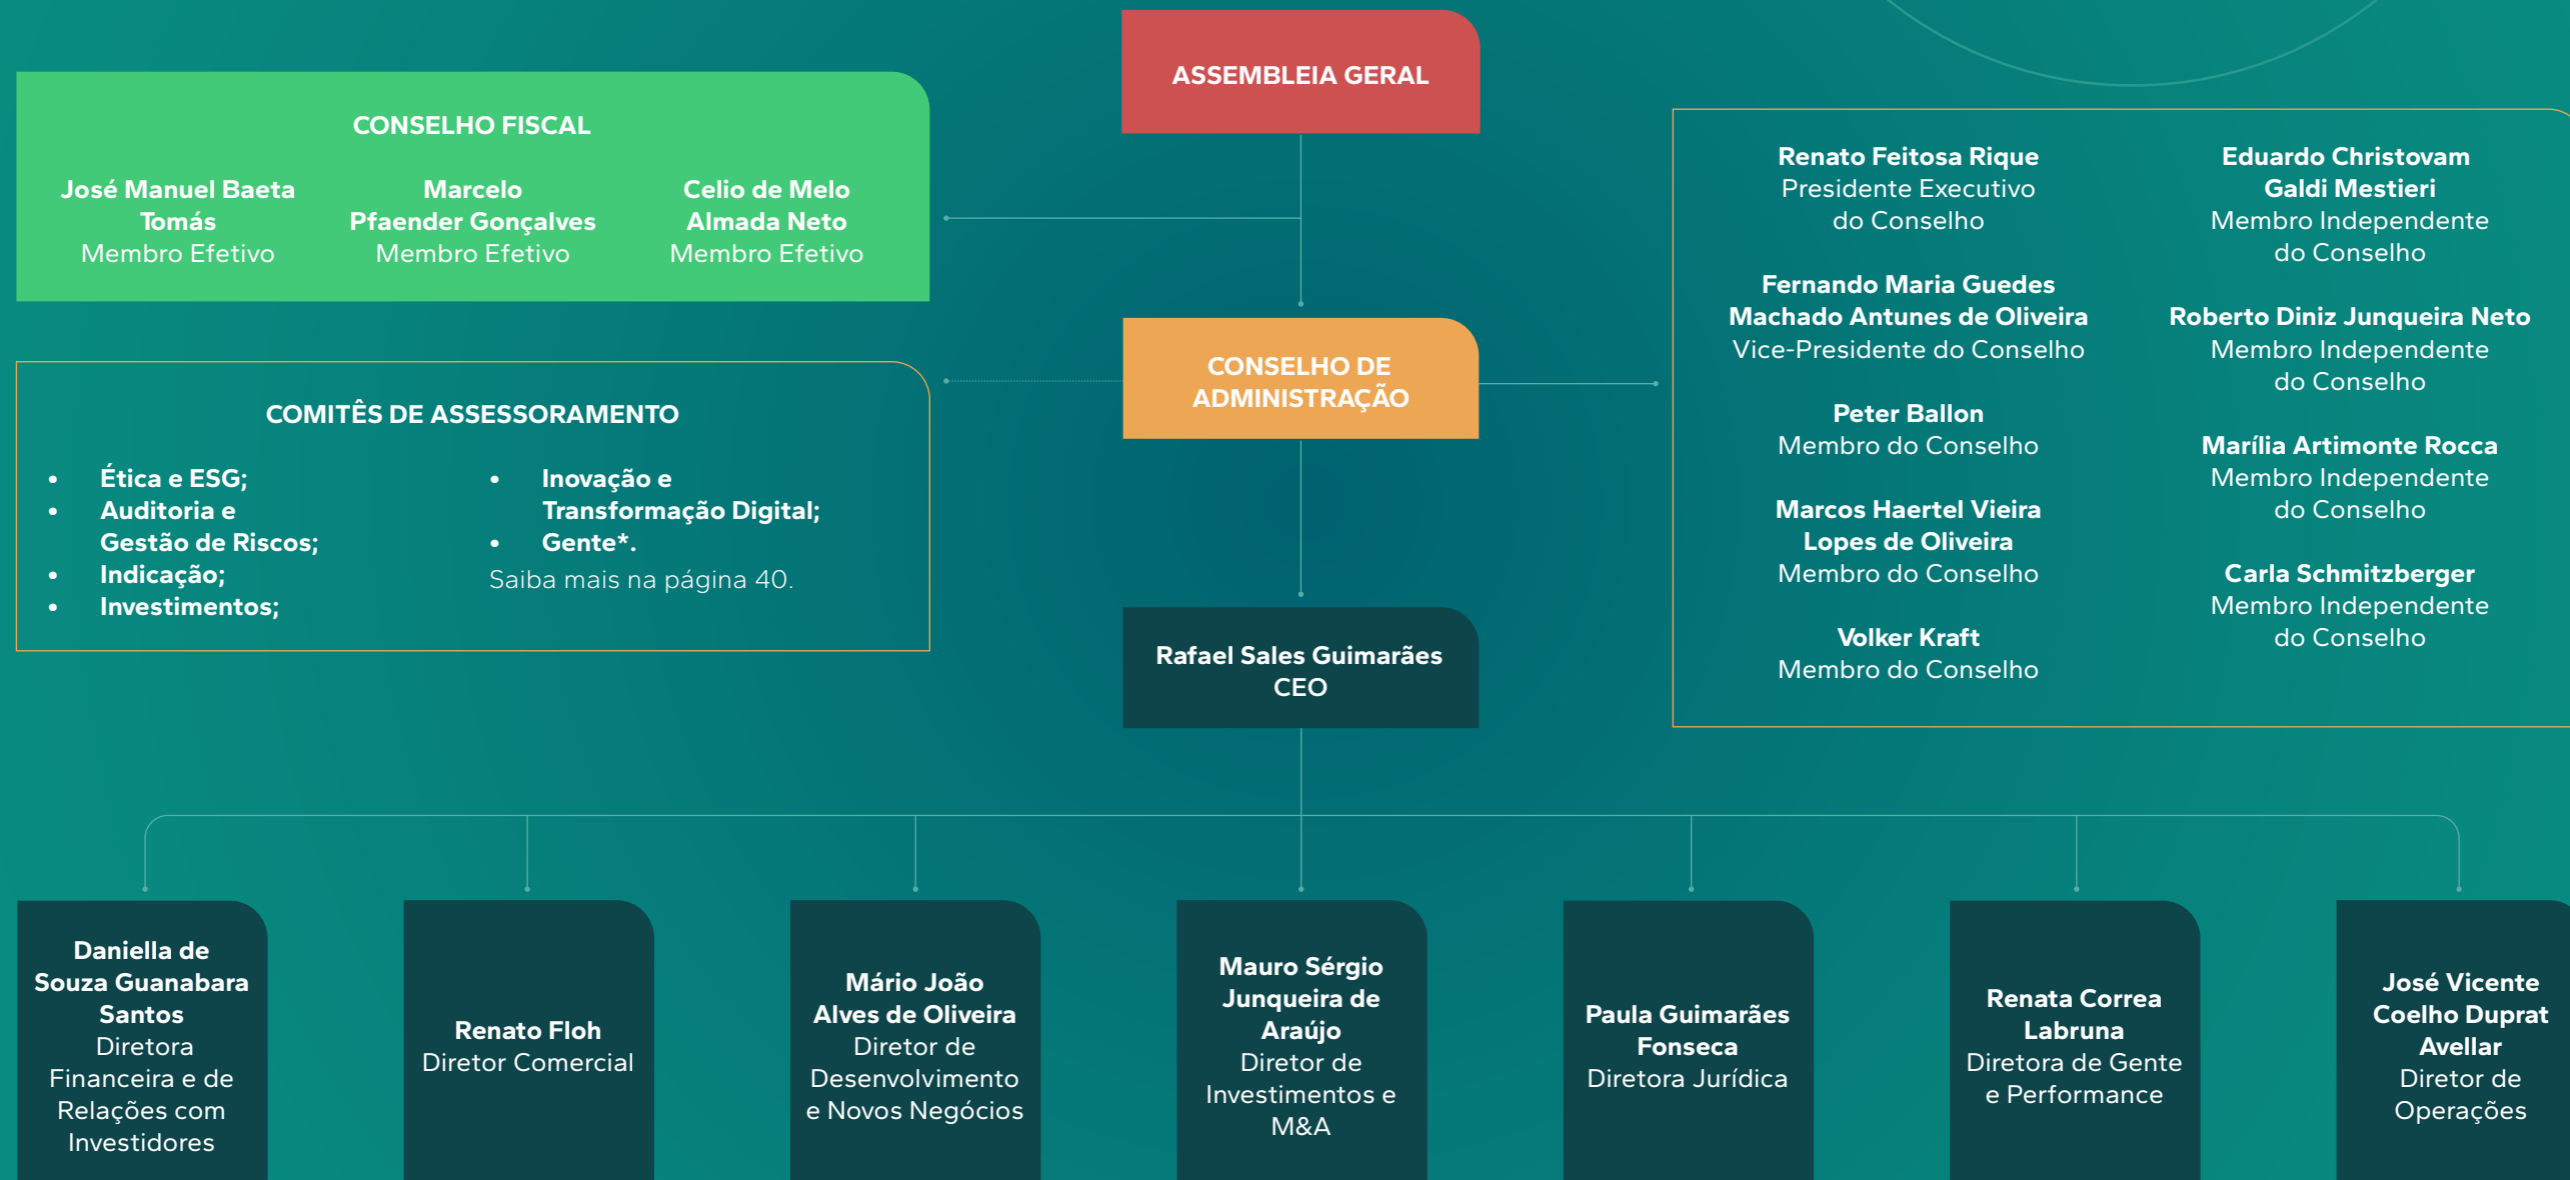 ASSEMBLEIA GERAL
CONSELHO FISCAL
José Manuel Baeta
Tomás
Membro Efetivo
Marcelo
Pfaender Gonçalves
Membro Efetivo
Celio de Melo
Almada Neto
Membro Efetivo
CONSELHO DE
ADMINISTRAÇÃO
COMITÊS DE ASSESSORAMENTO
• Ética e ESG;
• Auditoria e
Gestão de Riscos;
• Indicação;
• Investimentos;
• Inovação e
Transformação Digital;
• Gente*.
Saiba mais na página 40.
Renato Feitosa Rique
Presidente Executivo
do Conselho
Fernando Maria Guedes
Machado Antunes de Oliveira
Vice-Presidente do Conselho
Peter Ballon
Membro do Conselho
Marcos Haertel Vieira
Lopes de Oliveira
Membro do Conselho
Volker Kraft
Membro do Conselho
Eduardo Christovam
Galdi Mestieri
Membro Independente
do Conselho
Roberto Diniz Junqueira Neto
Membro Independente
do Conselho
Marília Artimonte Rocca
Membro Independente
do Conselho
Carla Schmitzberger
Membro Independente
do Conselho
Rafael Sales Guimarães
CEO
Daniella de
Souza Guanabara
Santos
Diretora
Financeira e de
Relações com
Investidores
Renato Floh
Diretor Comercial
Mário João
Alves de Oliveira
Diretor de
Desenvolvimento
e Novos Negócios
Mauro Sérgio
Junqueira de
Araújo
Diretor de
Investimentos e
M&A
Paula Guimarães
Fonseca
Diretora Jurídica
Renata Correa
Labruna
Diretora de Gente
e Performance
José Vicente
Coelho Duprat
Avellar
Diretor de
Operações